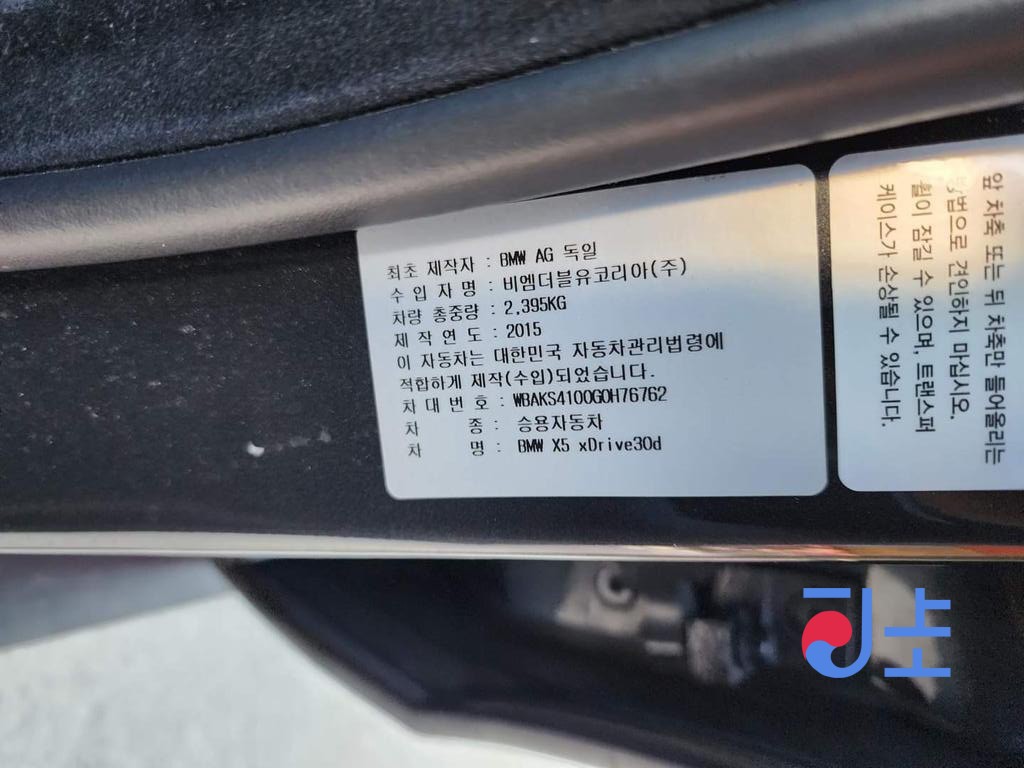 최초 제작자 : BMW AG 독일
수 입 자 명 : 비엠더블유코리아(주)
차량 총중량 : 2,395KG
제 작 연 도 : 2015
이 자동차는 대한민국 자동차관리법령에
적합하게 제작(수입)되었습니다.
차 대 번 호 : WBAKS4100G0H76762
차 종 : 승용자동차
차 명 : BMW X5 xDrive30d
앞 차축 또는 뒤 차축만 들어올리는
방법으로 견인하지 마십시오.
휠이 잠길 수 있으며, 트랜스퍼
케이스가 손상될 수 있습니다.
C